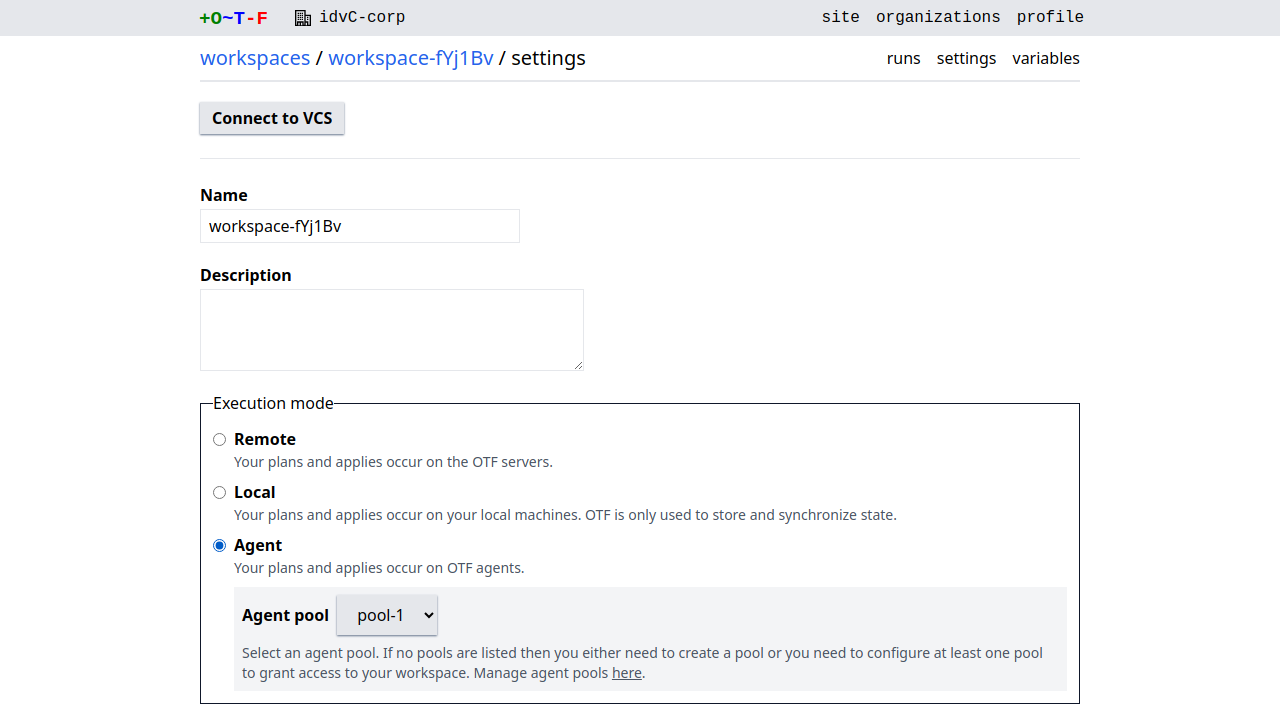 +O~T-F idvC-corp site organizations profile
workspaces / workspace-fYj1Bv / settings runs settings variables
Connect to VCS
Name
workspace-fYj1Bv
Description
Execution mode
Remote
Your plans and applies occur on the OTF servers.
Local
Your plans and applies occur on your local machines. OTF is only used to store and synchronize state.
Agent
Your plans and applies occur on OTF agents.
Agent pool pool-1
Select an agent pool. If no pools are listed then you either need to create a pool or you need to configure at least one pool
to grant access to your workspace. Manage agent pools here.